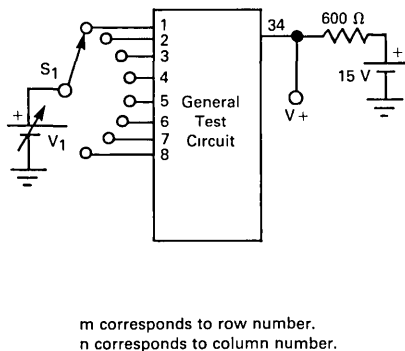 S1
+
V1
1
2
3
4
5
6
7
8
General
Test
Circuit
34
600 Ω
V+
15 V
+
m corresponds to row number.
n corresponds to column number.